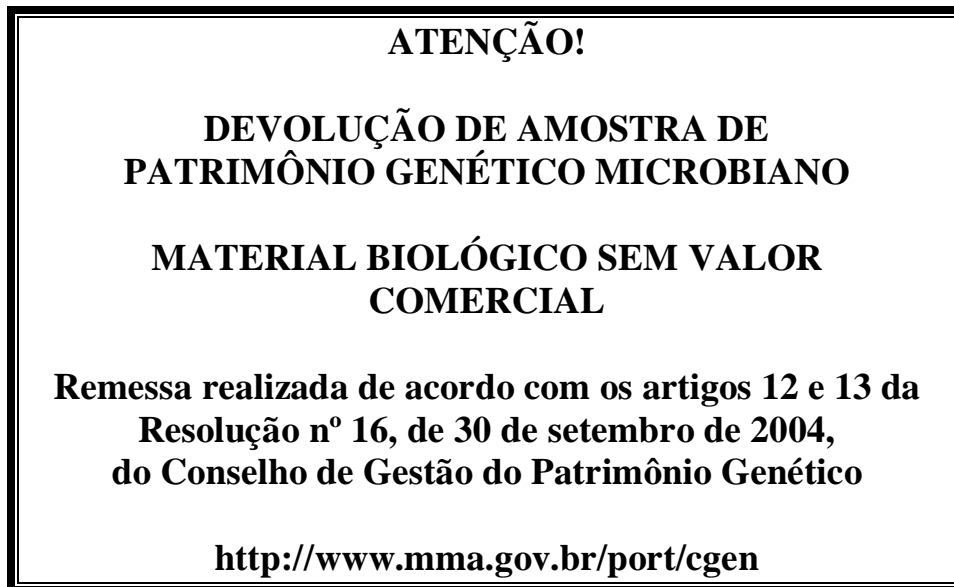 ATENÇÃO!
DEVOLUÇÃO DE AMOSTRA DE
PATRIMÔNIO GENÉTICO MICROBIANO
MATERIAL BIOLÓGICO SEM VALOR
COMERCIAL
Remessa realizada de acordo com os artigos 12 e 13 da
Resolução nº 16, de 30 de setembro de 2004,
do Conselho de Gestão do Patrimônio Genético
http://www.mma.gov.br/port/cgen